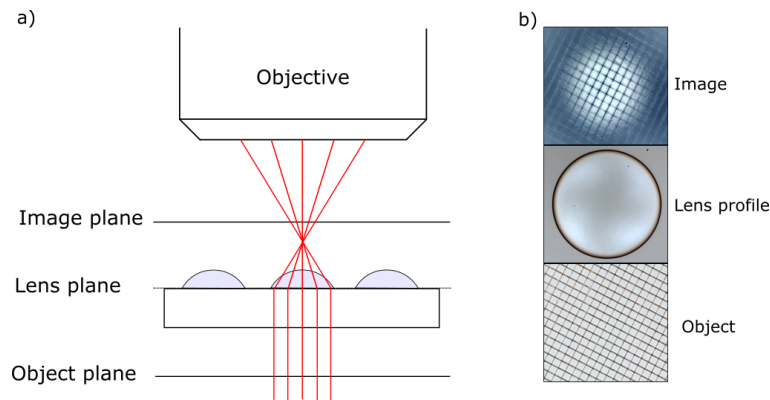 a)
Objective
Image plane
Lens plane
Object plane
b)
Image
Lens profile
Object